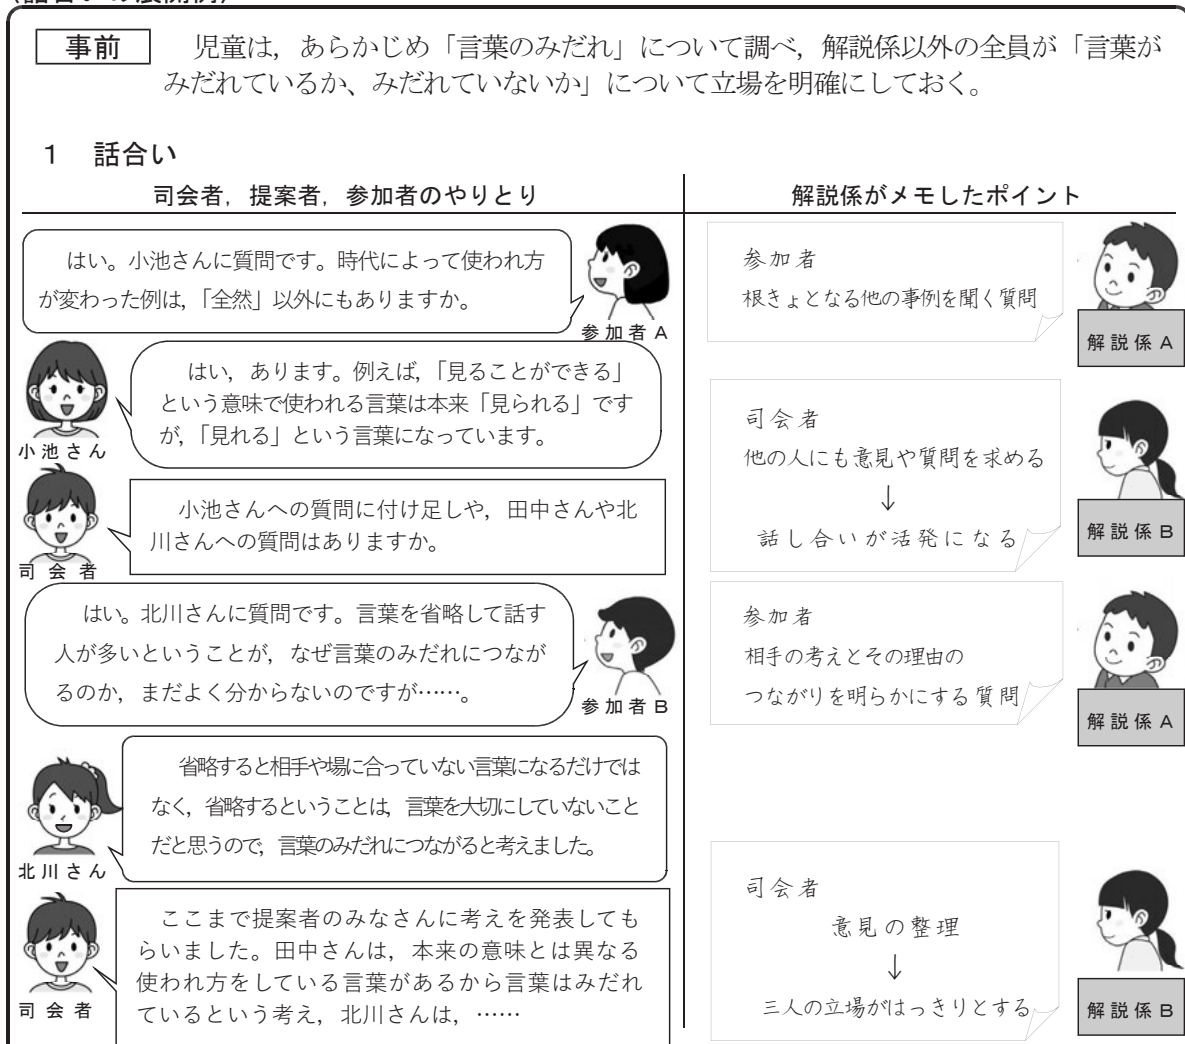 事前　児童は，あらかじめ「言葉のみだれ」について調べ，解説係以外の全員が「言葉が
みだれているか、みだれていないか」について立場を明確にしておく。
1　話合い
司会者，提案者，参加者のやりとり
解説係がメモしたポイント
はい。小池さんに質問です。時代によって使われ方
が変わった例は，「全然」以外にもありますか。
参加者A
参加者
根きょとなる他の事例を聞く質問
解説係A
はい，あります。例えば，「見ることができる」
という意味で使われる言葉は本来「見られる」です
が，「見れる」という言葉になっています。
小池さん
司会者
他の人にも意見や質問を求める
↓
話し合いが活発になる
解説係B
小池さんへの質問に付け足しや，田中さんや北
川さんへの質問はありますか。
司会者
はい。北川さんに質問です。言葉を省略して話す
人が多いということが，なぜ言葉のみだれにつなが
るのか，まだよく分からないのですが……。
参加者B
参加者
相手の考えとその理由の
つながりを明らかにする質問
解説係A
省略すると相手や場に合っていない言葉になるだけでは
なく，省略するということは，言葉を大切にしていないこと
だと思うので，言葉のみだれにつながると考えました。
北川さん
ここまで提案者のみなさんに考えを発表しても
らいました。田中さんは，本来の意味とは異なる
使われ方をしている言葉があるから言葉はみだれ
ているという考え，北川さんは，……
司会者
司会者
意見の整理
↓
三人の立場がはっきりとする
解説係B